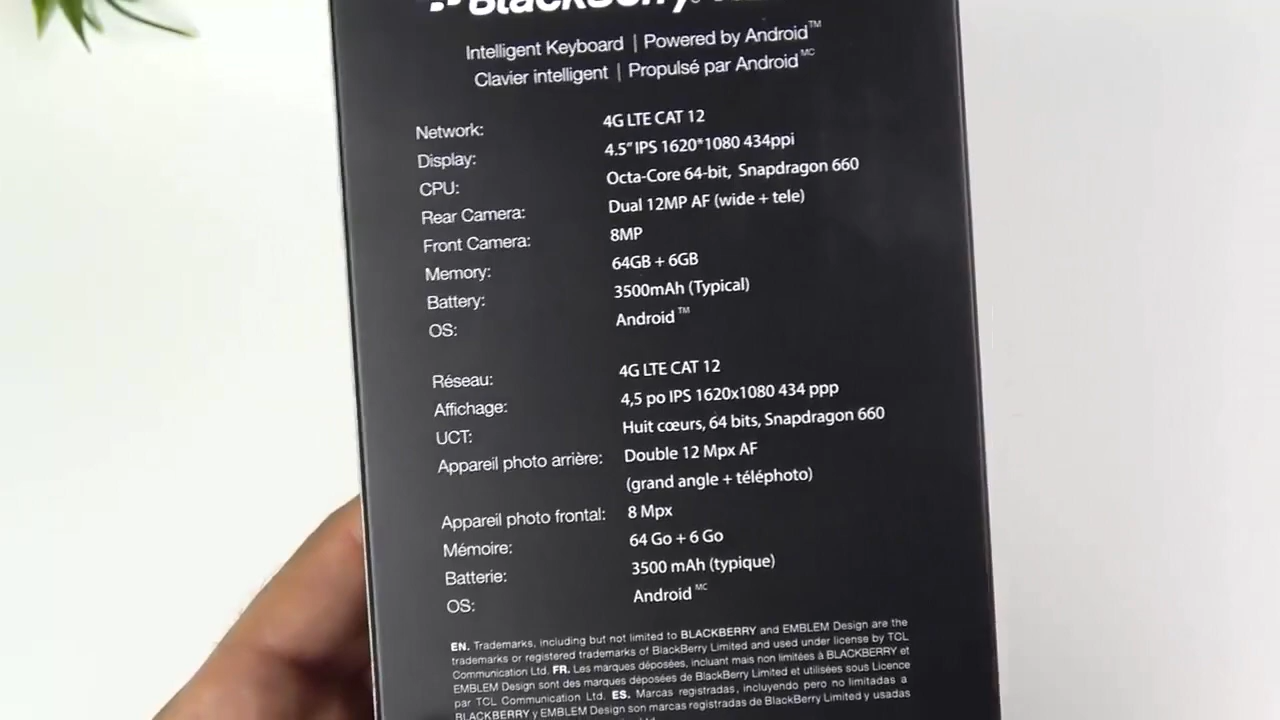 BlackBerry®
Intelligent Keyboard | Powered by Android™
Clavier intelligent | Propulsé par Android MC
Network: 4G LTE CAT 12
Display: 4.5" IPS 1620*1080 434ppi
CPU: Octa-Core 64-bit, Snapdragon 660
Rear Camera: Dual 12MP AF (wide + tele)
Front Camera: 8MP
Memory: 64GB + 6GB
Battery: 3500mAh (Typical)
OS: Android ™
Réseau: 4G LTE CAT 12
Affichage: 4,5 po IPS 1620x1080 434 ppp
UCT: Huit cœurs, 64 bits, Snapdragon 660
Appareil photo arrière: Double 12 Mpx AF
(grand angle + téléphoto)
Appareil photo frontal: 8 Mpx
Mémoire: 64 Go + 6 Go
Batterie: 3500 mAh (typique)
OS: Android MC
EN. Trademarks, including but not limited to BLACKBERRY and EMBLEM Design are the
trademarks or registered trademarks of BlackBerry Limited and used under license by TCL
Communication Ltd. FR. Les marques déposées, incluant mais non limitées à BLACKBERRY et
EMBLEM Design sont des marques déposées de BlackBerry Limited et utilisées sous Licence
par TCL Communication Ltd. ES. Marcas registradas, incluyendo pero no limitadas a
BLACKBERRY y EMBLEM Design son marcas registradas de BlackBerry Limited y usadas